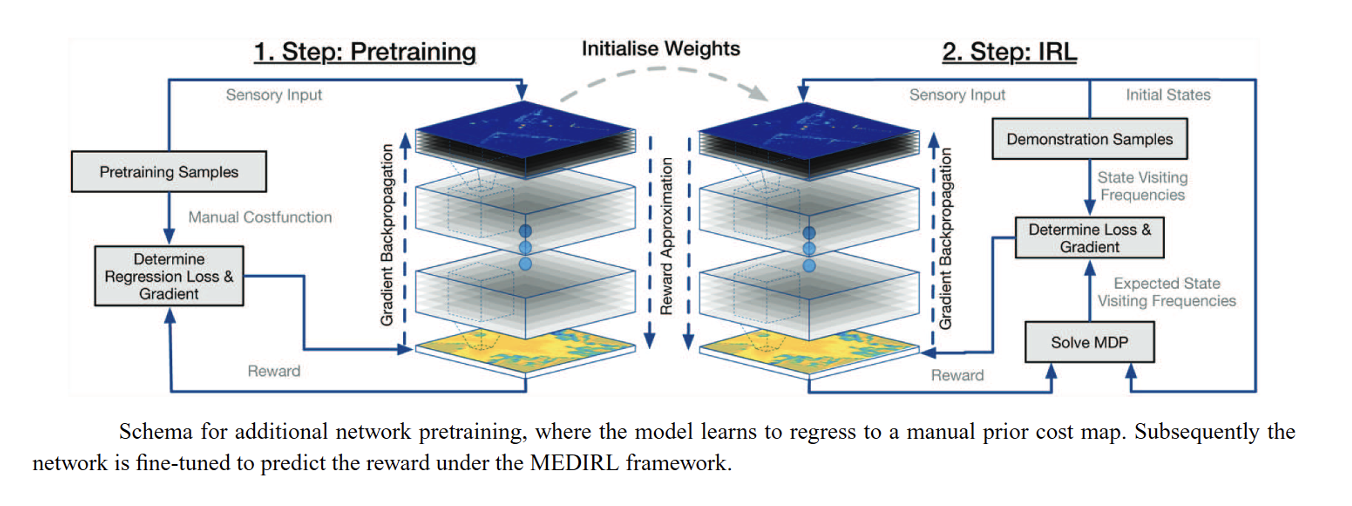 1. Step: Pretraining
Initialise Weights
2. Step: IRL
Sensory Input
Sensory Input
Initial States
Pretraining Samples
Demonstration Samples
Manual Costfunction
State Visiting
Frequencies
Determine
Regression Loss &
Gradient
Gradient Backpropagation
Reward Approximation
Gradient Backpropagation
Determine Loss &
Gradient
Expected State
Visiting Frequencies
Solve MDP
Reward
Reward
Schema for additional network pretraining, where the model learns to regress to a manual prior cost map. Subsequently the
network is fine-tuned to predict the reward under the MEDIRL framework.